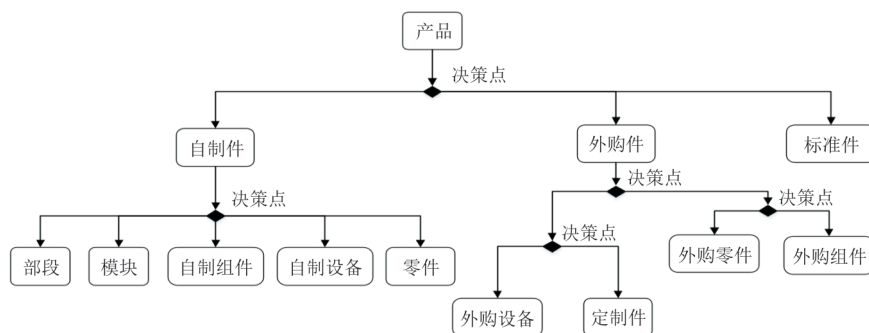 产品
决策点
自制件
外购件
标准件
决策点
决策点
部段
模块
自制组件
自制设备
零件
决策点
决策点
外购零件
外购组件
外购设备
定制件